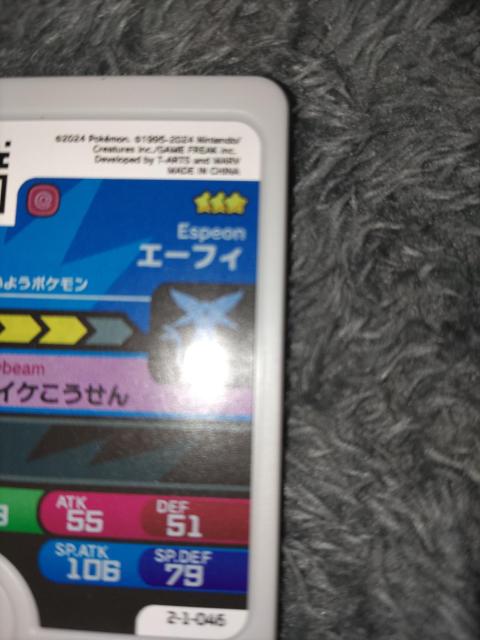 ©2024 Pokémon. ©1995-2024 Nintendo/
Creatures Inc./GAME FREAK inc.
Developed by T-ARTS and MARV
MADE IN CHINA
Espeon
エーフィ
いようポケモン
ybeam
イケこうせん
ATK
55
DEF
51
SP.ATK
106
SP.DEF
79
2-1-046